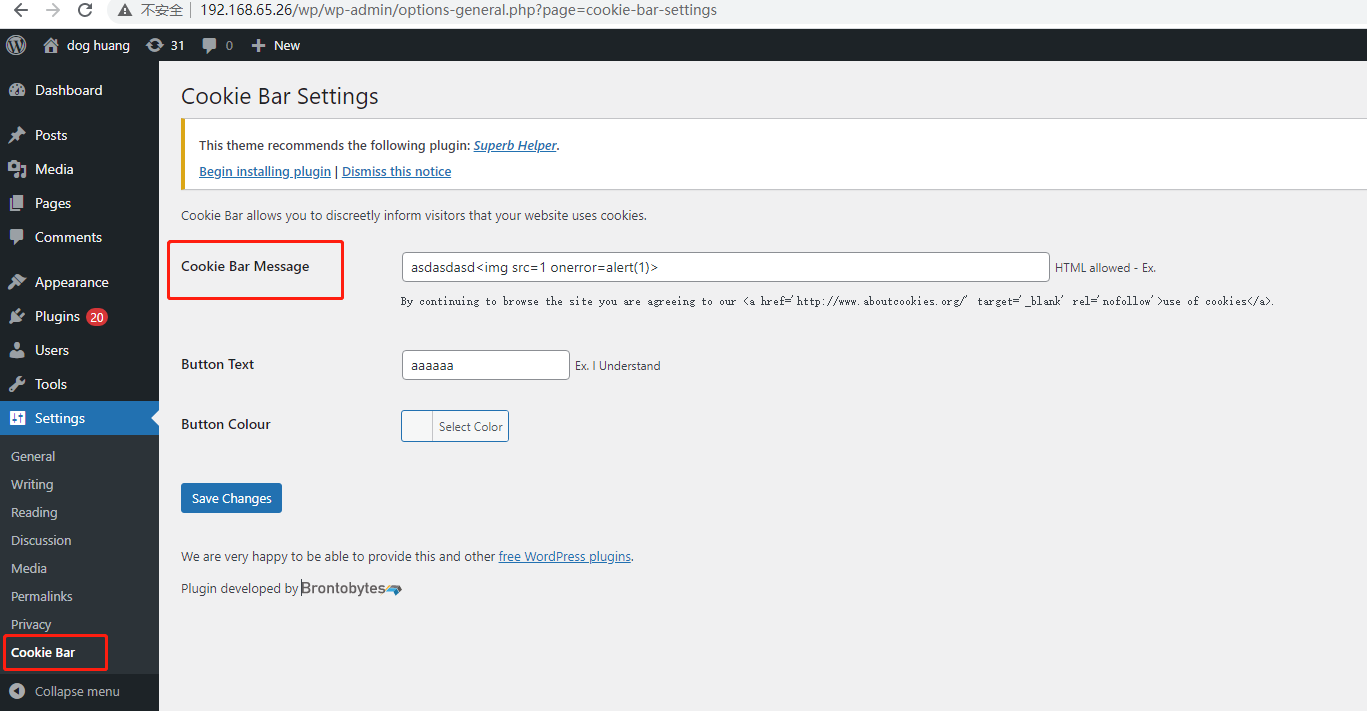 不安全 192.168.65.26/wp/wp-admin/options-general.php?page=cookie-bar-settings
dog huang 31 0 New
Dashboard
Posts
Media
Pages
Comments
Appearance
Plugins 20
Users
Tools
Settings
General
Writing
Reading
Discussion
Media
Permalinks
Privacy
Cookie Bar
Collapse menu
Cookie Bar Settings
This theme recommends the following plugin: Superb Helper.
Begin installing plugin | Dismiss this notice
Cookie Bar allows you to discreetly inform visitors that your website uses cookies.
Cookie Bar Message asdasdasd<img src=1 onerror=alert(1)> HTML allowed - Ex.
By continuing to browse the site you are agreeing to our <a href='http://www.aboutcookies.org/' target='_blank' rel='nofollow'>use of cookies</a>.
Button Text aaaaaa Ex. I Understand
Button Colour Select Color
Save Changes
We are very happy to be able to provide this and other free WordPress plugins.
Plugin developed by Brontobytes